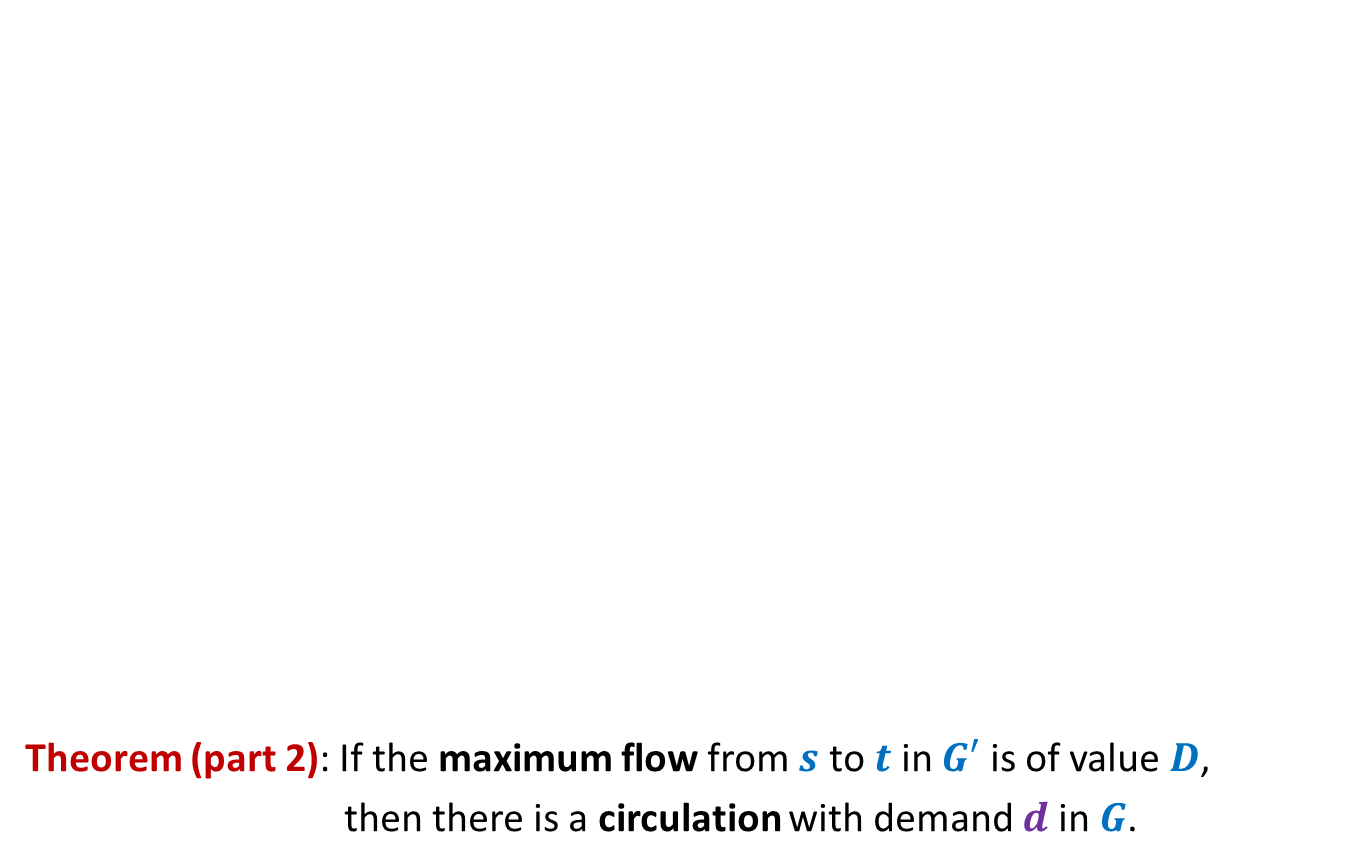 Theorem (part 2): If the maximum flow from s to t in G′ is of value D,
then there is a circulation with demand d in G.